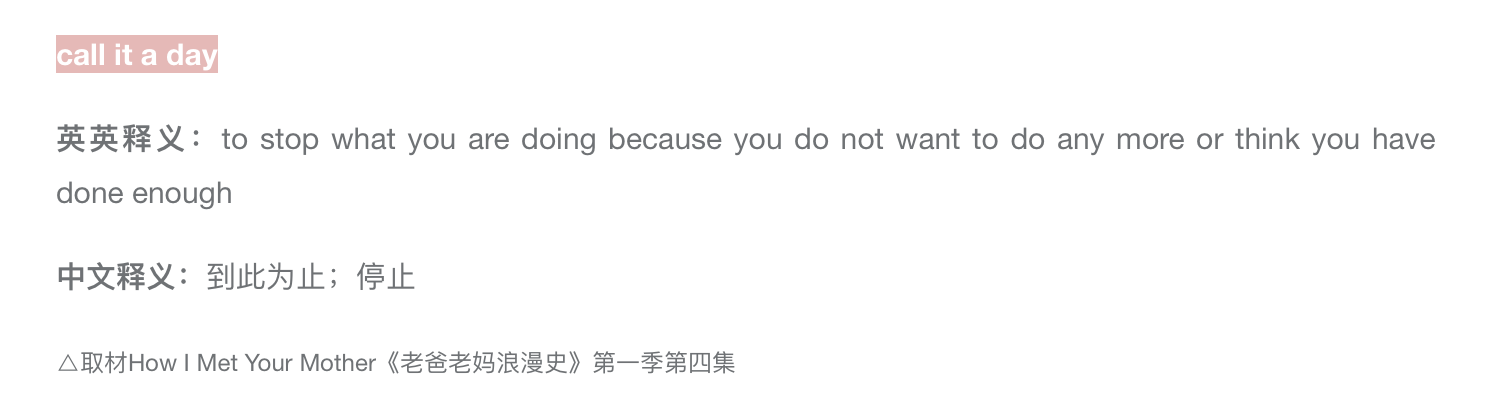 call it a day
英英释义：to stop what you are doing because you do not want to do any more or think you have
done enough
中文释义：到此为止；停止
△取材How I Met Your Mother《老爸老妈浪漫史》第一季第四集